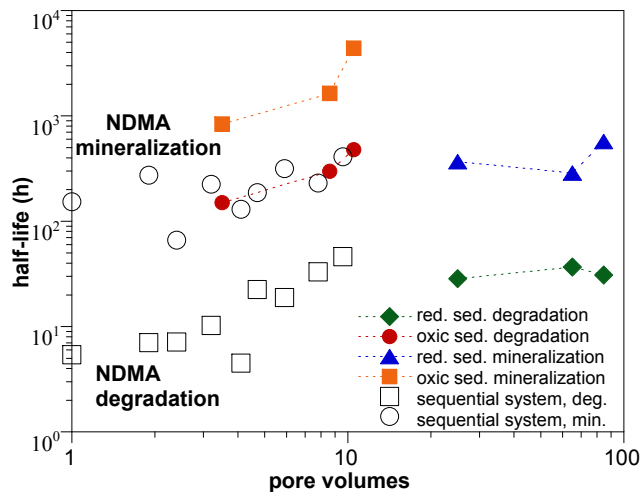 10⁴
10³
10²
10¹
10⁰
half-life (h)
NDMA
mineralization
NDMA
degradation
red. sed. degradation
oxic sed. degradation
red. sed. mineralization
oxic sed. mineralization
sequential system, deg.
sequential system, min.
1
10
100
pore volumes